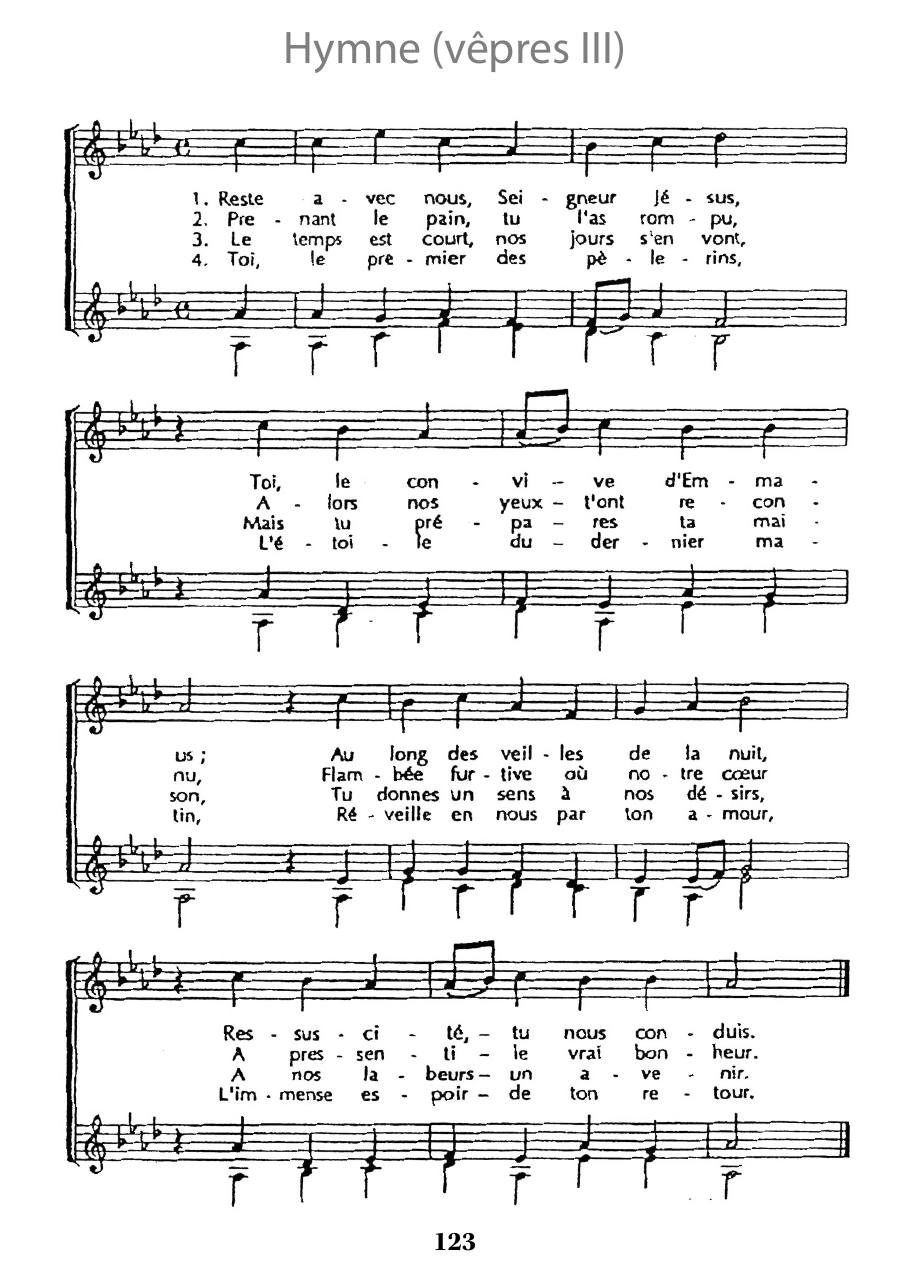 Hymne (vêpres III)
1. Reste a - vec nous, Sei - gneur Jé - sus,
2. Pre - nant le pain, tu l'as rom - pu,
3. Le temps est court, nos jours s'en vont,
4. Toi, le pre - mier des pè - le - rins,
Toi, le con - vi - ve d'Em - ma -
A - lors nos yeux - t'ont re - con -
Mais tu pré - pa - res ta mai -
L'é - toi - le du - der - nier ma -
us ; Au long des veil - les de la nuit,
nu, Flam - bée fur - tive où no - tre cœur
son, Tu donnes un sens à nos dé - sirs,
tin, Ré - veille en nous par ton a - mour,
Res - sus - ci - té, - tu nous con - duis.
A pres - sen - ti - le vrai bon - heur.
A nos la - beurs - un a - ve - nir.
L'im - mense es - poir - de ton re - tour.
123